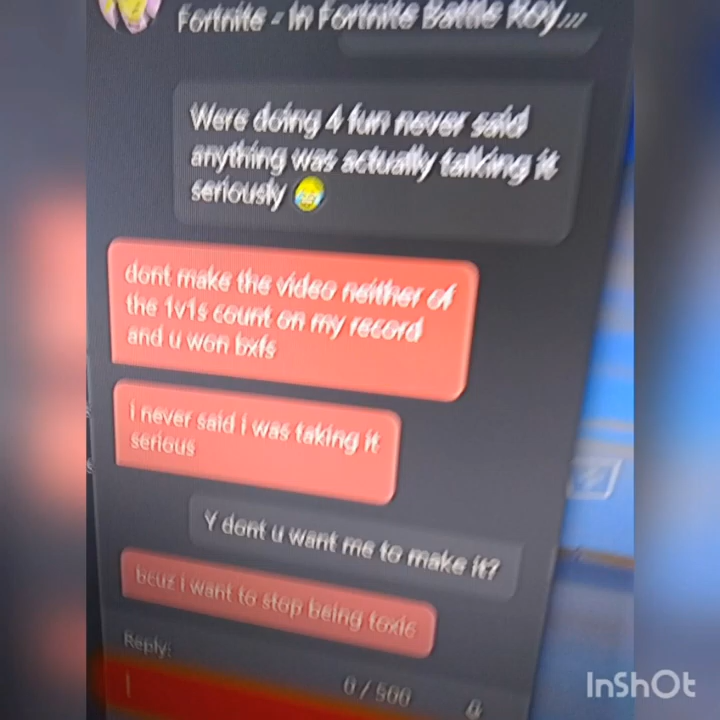 Fortnite - In Fortnite Battle Roy...
Were doing 4 fun never said
anything was actually talking it
seriously 😂
dont make the video neither of
the 1v1s count on my record
and u won bxfs
i never said i was taking it
serious
Y dont u want me to make it?
bcuz i want to stop being toxic
Reply:
0 / 500
InShOt